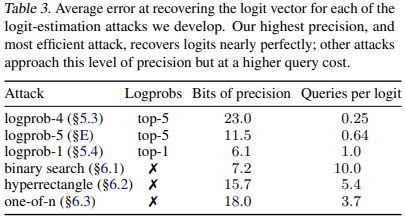 Table 3. Average error at recovering the logit vector for each of the
logit-estimation attacks we develop. Our highest precision, and
most efficient attack, recovers logits nearly perfectly; other attacks
approach this level of precision but at a higher query cost.
Attack Logprobs Bits of precision Queries per logit
logprob-4 (§5.3) top-5 23.0 0.25
logprob-5 (§E) top-5 11.5 0.64
logprob-1 (§5.4) top-1 6.1 1.0
binary search (§6.1) ✗ 7.2 10.0
hyperrectangle (§6.2) ✗ 15.7 5.4
one-of-n (§6.3) ✗ 18.0 3.7